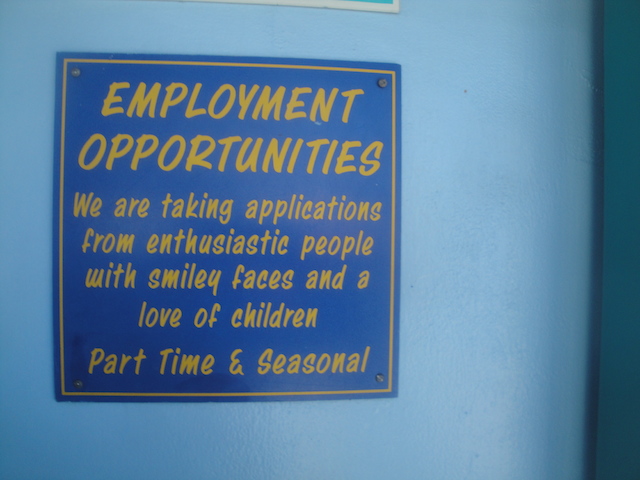 EMPLOYMENT
OPPORTUNITIES
We are taking applications
from enthusiastic people
with smiley faces and a
love of children
Part Time & Seasonal